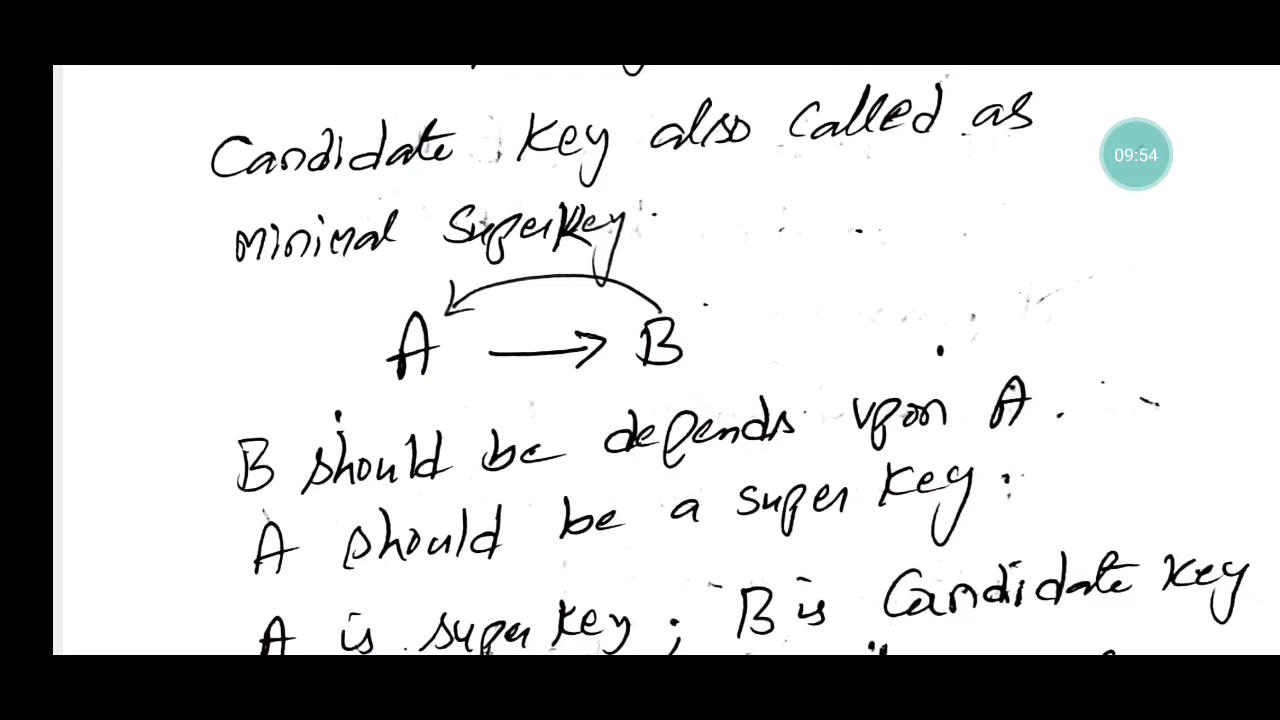 Candidate Key also called as
09:54
minimal Superkey.
A → B
B should be depends upon A.
A should be a super key.
A is super key; B is Candidate key